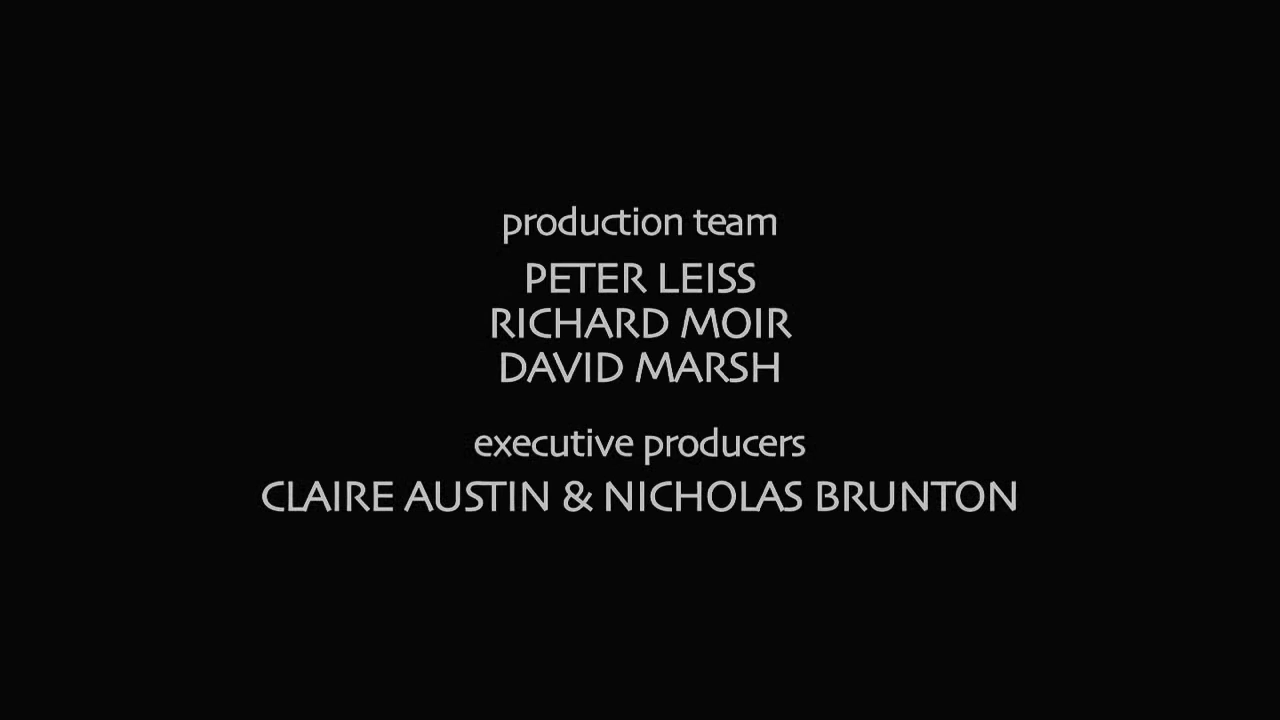 production team
PETER LEISS
RICHARD MOIR
DAVID MARSH
executive producers
CLAIRE AUSTIN & NICHOLAS BRUNTON